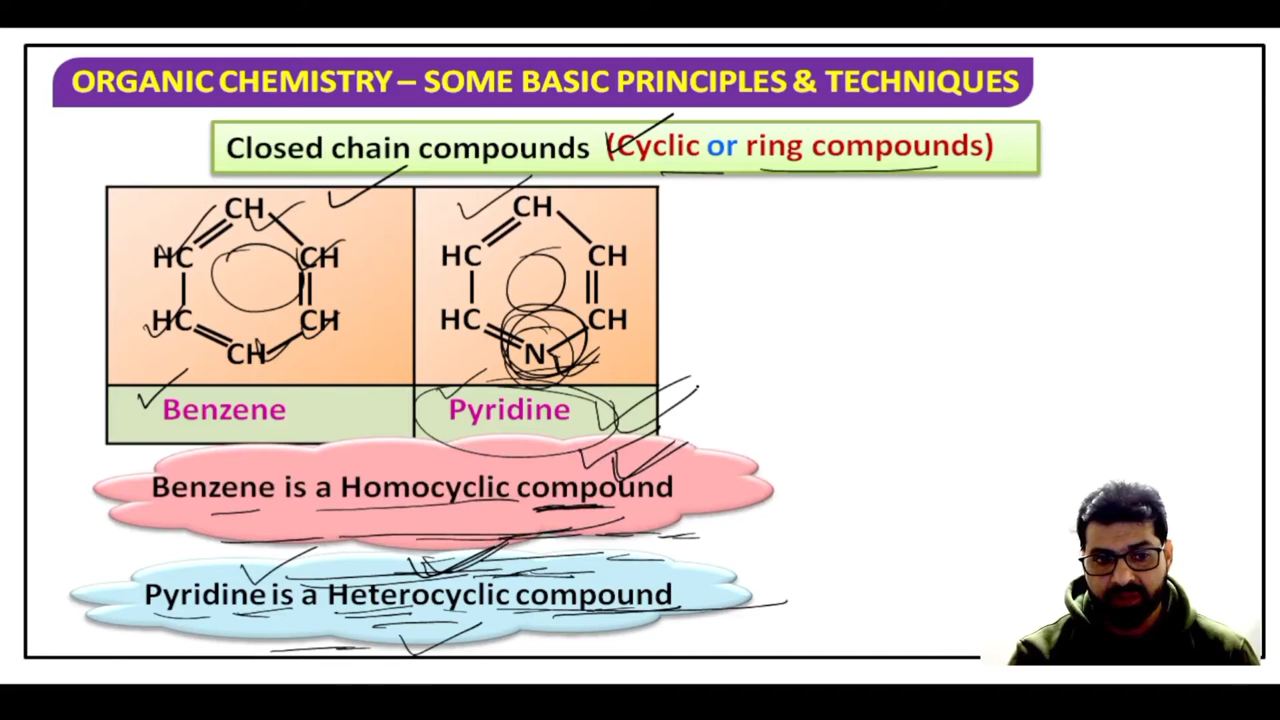 ORGANIC CHEMISTRY – SOME BASIC PRINCIPLES & TECHNIQUES
Closed chain compounds (Cyclic or ring compounds)
CH
HC CH
HC CH
CH
CH
HC CH
HC CH
N
Benzene
Pyridine
Benzene is a Homocyclic compound
Pyridine is a Heterocyclic compound